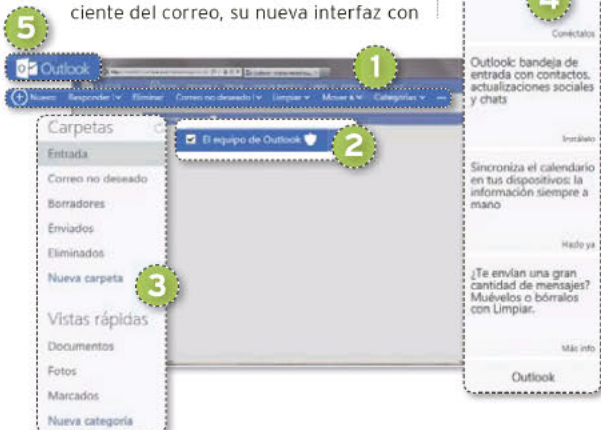 ciente del correo, su nueva interfaz con
5
4
Conéctalos
Outlook
1
Outlook: bandeja de
entrada con contactos,
actualizaciones sociales
y chats
Instálelo
Nuevo Responder Eliminar Correo no deseado Limpiar Mover a Categorías
Carpetas
El equipo de Outlook
2
Entrada
Correo no deseado
Borradores
Enviados
Eliminados
Nueva carpeta
3
Vistas rápidas
Documentos
Fotos
Marcados
Nueva categoría
Sincroniza el calendario
en tus dispositivos: la
información siempre a
mano
Hazlo ya
¿Te envían una gran
cantidad de mensajes?
Muévelos o bórralos
con Limpiar.
Más info
Outlook